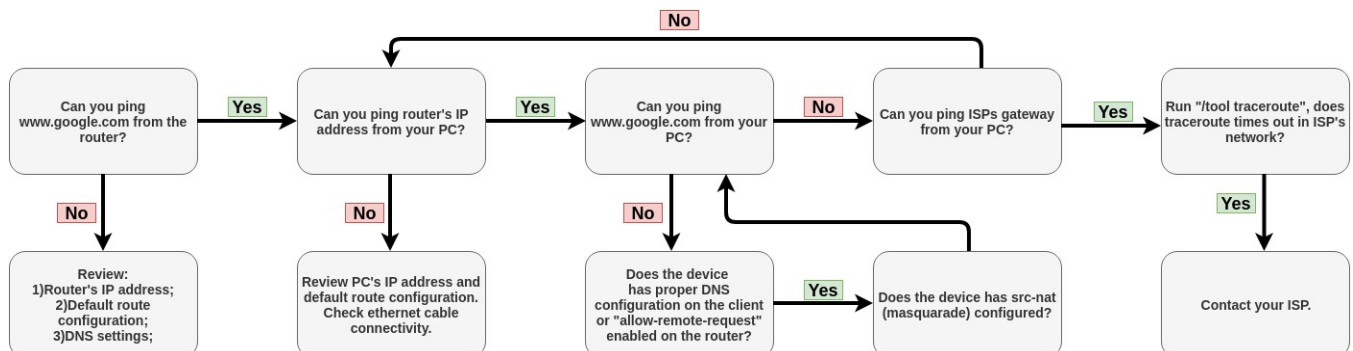 No
Can you ping
www.google.com from the
router?
Yes
Can you ping router's IP
address from your PC?
Yes
Can you ping
www.google.com from your
PC?
No
Can you ping ISPs gateway
from your PC?
Yes
Run "/tool traceroute", does
traceroute times out in ISP's
network?
No
No
No
Yes
Review:
1)Router's IP address;
2)Default route
configuration;
3)DNS settings;
Review PC's IP address and
default route configuration.
Check ethernet cable
connectivity.
Does the device
has proper DNS
configuration on the client
or "allow-remote-request"
enabled on the router?
Yes
Does the device has src-nat
(masquarade) configured?
Contact your ISP.